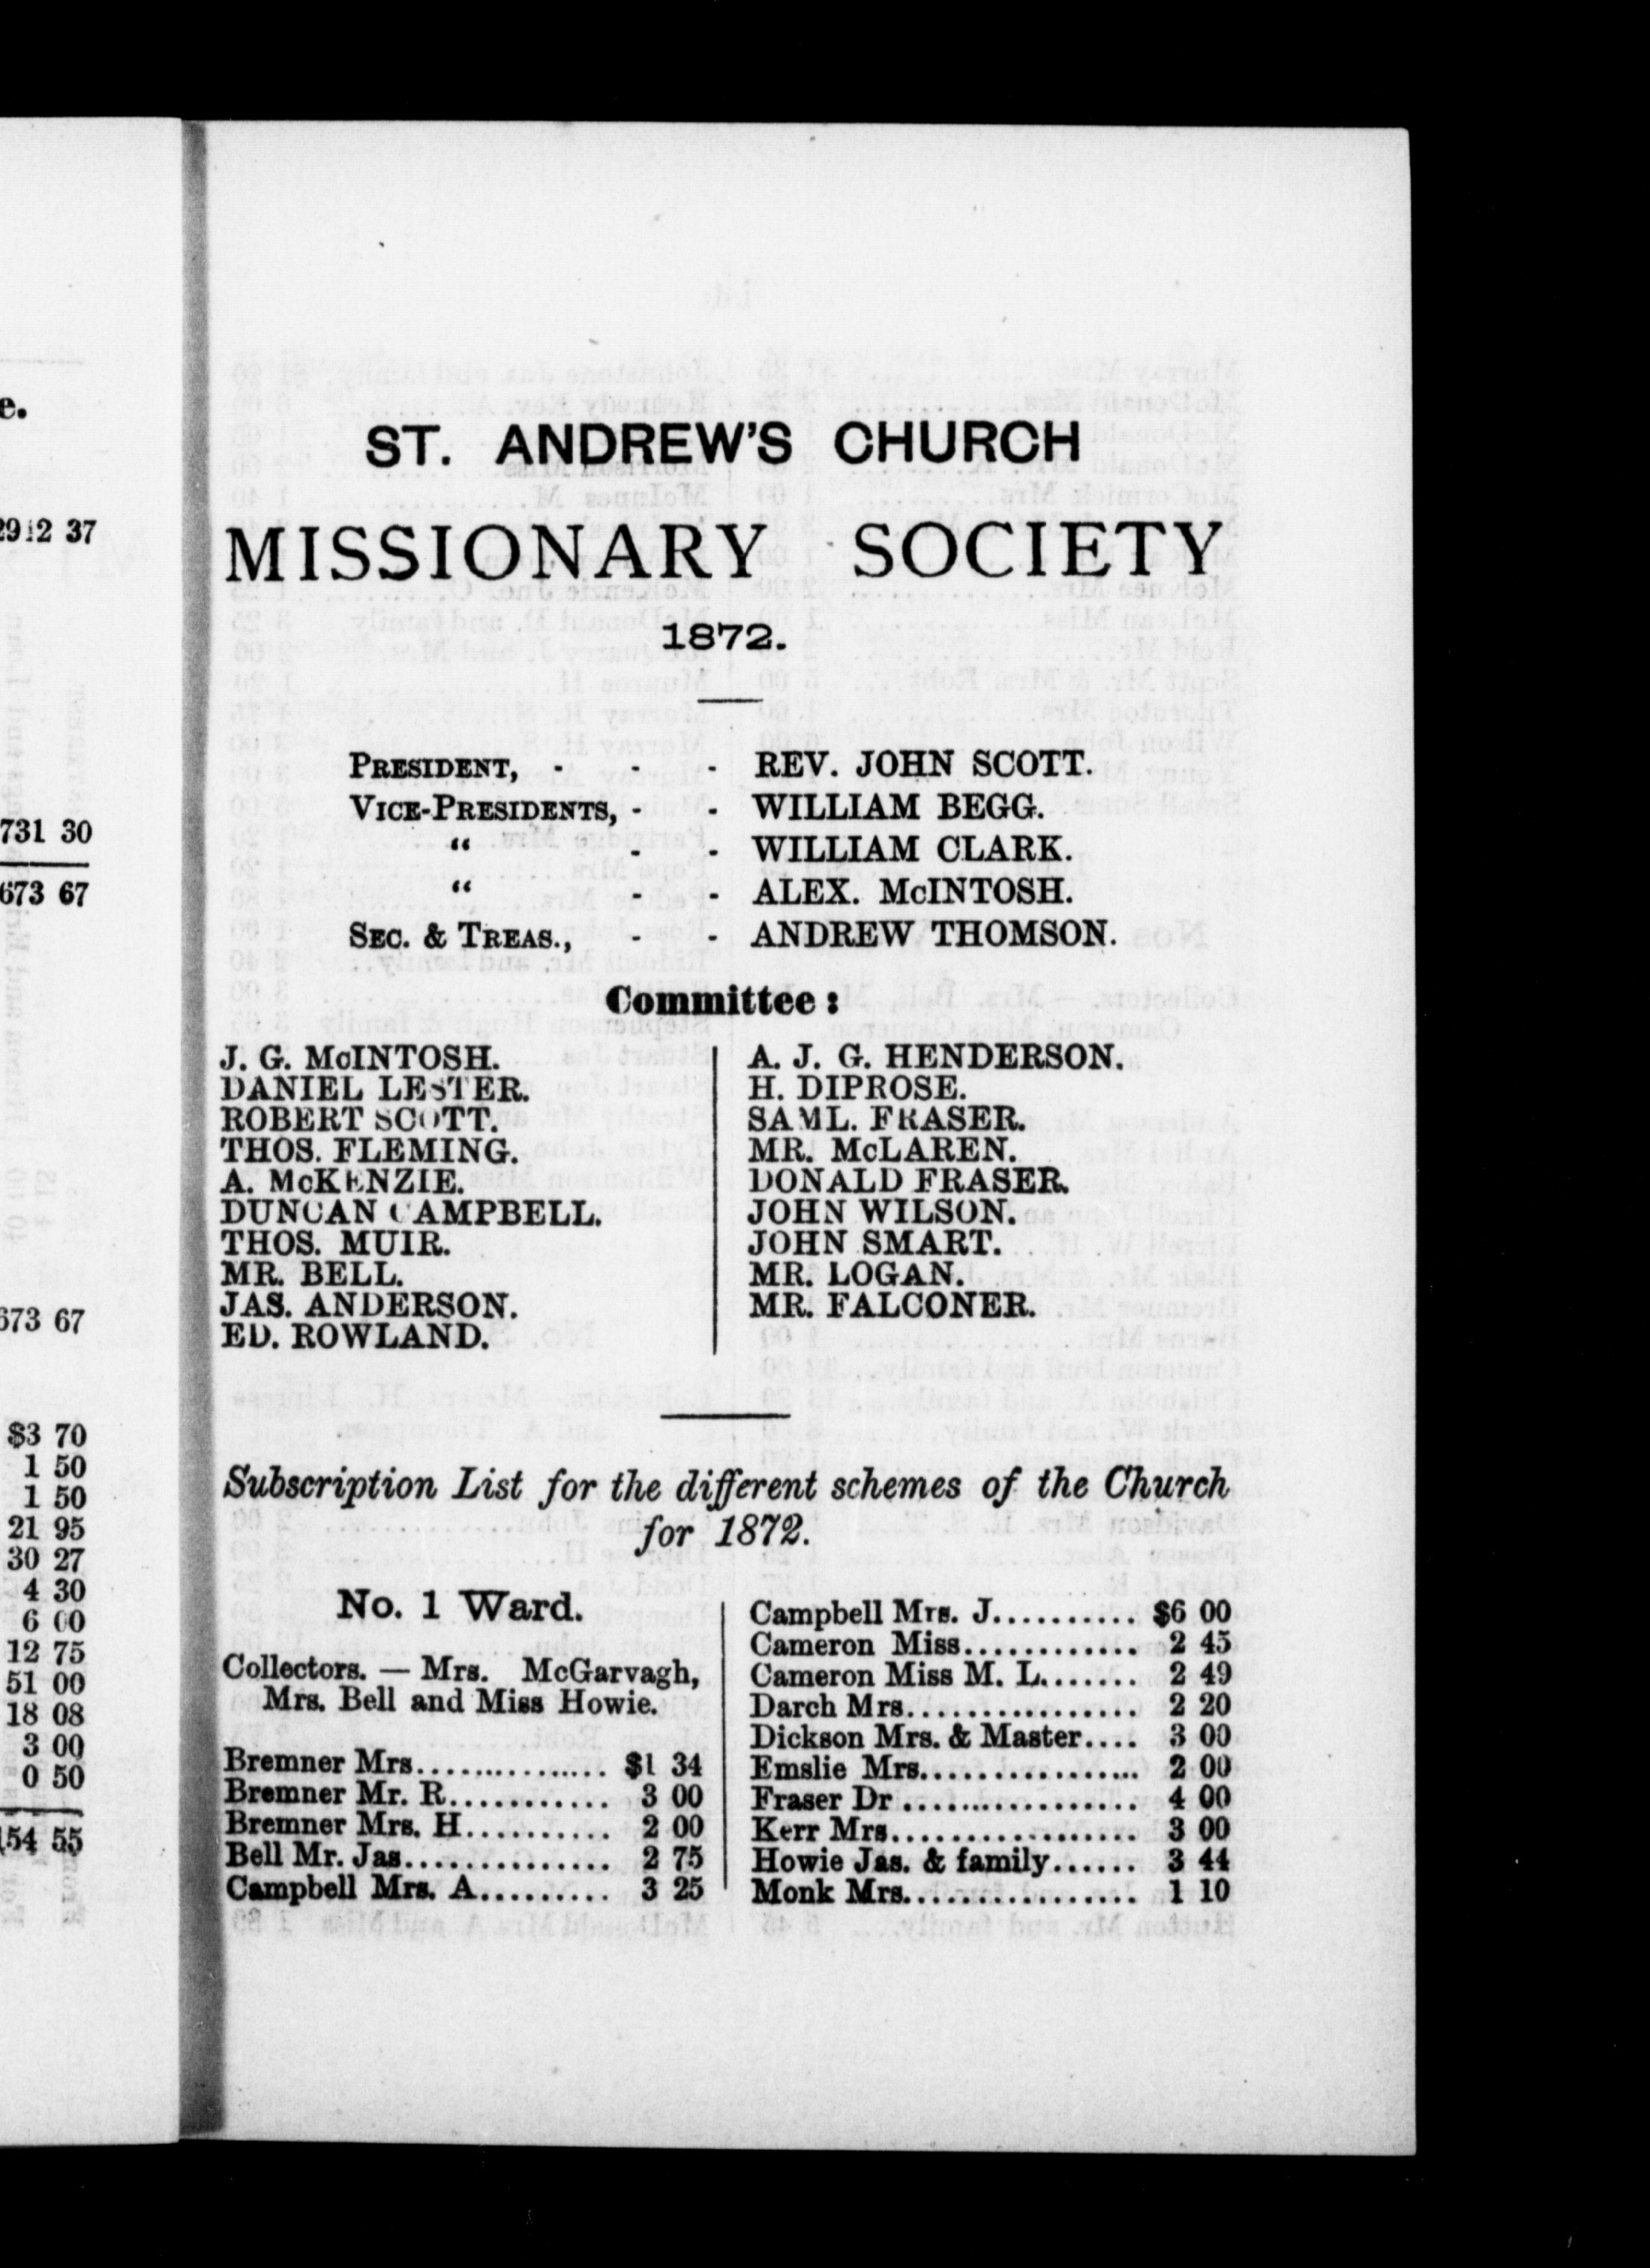 e.
2912 37
731 30
673 67
673 67
$3 70
1 50
1 50
21 95
30 27
4 30
6 00
12 75
51 00
18 08
3 00
0 50
154 55
ST. ANDREW'S CHURCH
MISSIONARY SOCIETY
1872.
PRESIDENT, - - - REV. JOHN SCOTT.
VICE-PRESIDENTS, - - WILLIAM BEGG.
“ - - WILLIAM CLARK.
“ - - ALEX. McINTOSH.
SEC. & TREAS., - - ANDREW THOMSON.
Committee:
J. G. McINTOSH.
DANIEL LESTER.
ROBERT SCOTT.
THOS. FLEMING.
A. McKENZIE.
DUNCAN CAMPBELL.
THOS. MUIR.
MR. BELL.
JAS. ANDERSON.
ED. ROWLAND.
A. J. G. HENDERSON.
H. DIPROSE.
SAML. FRASER.
MR. McLAREN.
DONALD FRASER.
JOHN WILSON.
JOHN SMART.
MR. LOGAN.
MR. FALCONER.
Subscription List for the different schemes of the Church
for 1872.
No. 1 Ward.
Collectors. — Mrs. McGarvagh,
Mrs. Bell and Miss Howie.
Bremner Mrs............... $1 34
Bremner Mr. R............ 3 00
Bremner Mrs. H........... 2 00
Bell Mr. Jas............... 2 75
Campbell Mrs. A.......... 3 25
Campbell Mrs. J........... $6 00
Cameron Miss............. 2 45
Cameron Miss M. L....... 2 49
Darch Mrs................. 2 20
Dickson Mrs. & Master.... 3 00
Emslie Mrs................. 2 00
Fraser Dr .................. 4 00
Kerr Mrs................... 3 00
Howie Jas. & family...... 3 44
Monk Mrs................. 1 10